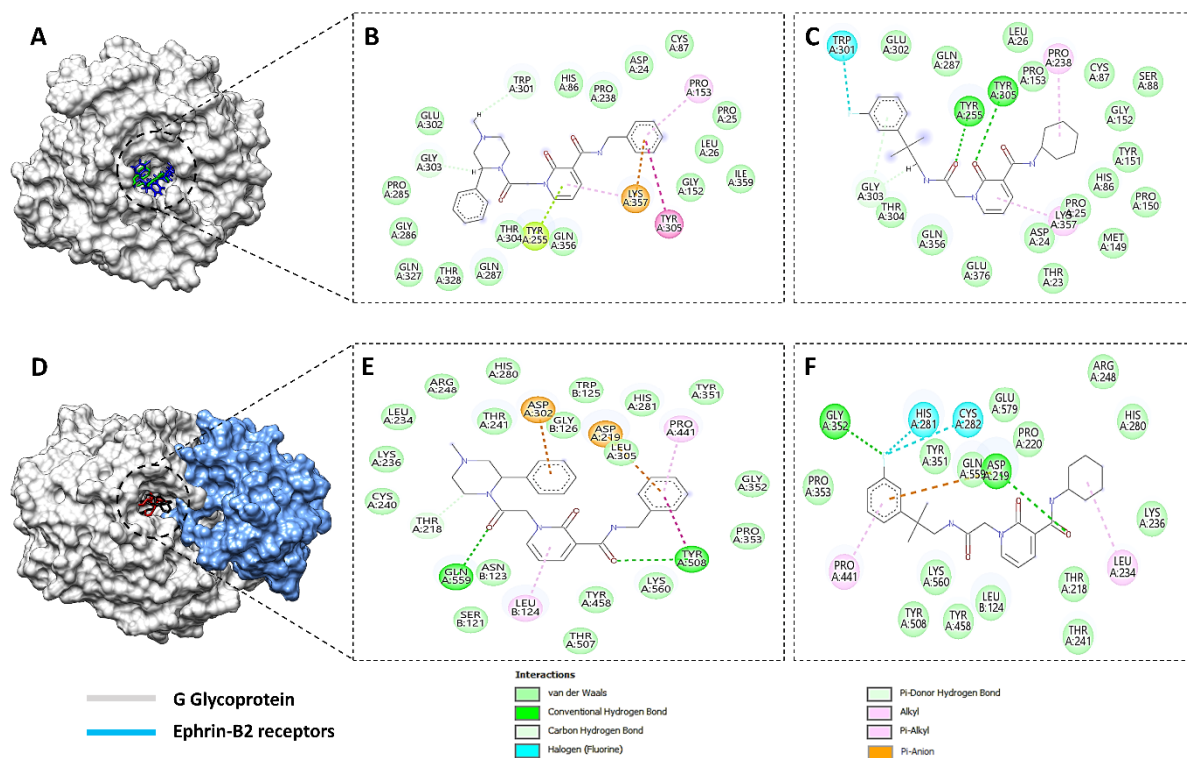 A
B
CYS
A:87
ASP
A:24
TRP
A:301
HIS
A:86
PRO
A:238
PRO
A:153
GLU
A:302
H
N
O
N
PRO
A:25
LEU
A:26
GLY
A:303
N
H
O
N
O
GLY
A:152
ILE
A:359
PRO
A:285
LYS
A:357
TYR
A:305
GLY
A:286
THR
A:304
TYR
A:255
GLN
A:356
GLN
A:327
THR
A:328
GLN
A:287
C
TRP
A:301
GLU
A:302
GLN
A:287
LEU
A:26
PRO
A:238
PRO
A:153
CYS
A:87
SER
A:88
TYR
A:305
TYR
A:255
GLY
A:152
TYR
A:151
HIS
A:86
H
N
O
O
O
N
N
GLY
A:303
THR
A:304
PRO
A:25
PRO
A:150
LYS
A:357
GLN
A:356
ASP
A:24
MET
A:149
GLU
A:376
THR
A:23
D
E
HIS
A:280
ARG
A:248
TRP
B:125
TYR
A:351
ASP
A:302
HIS
A:281
LEU
A:234
THR
A:241
GLY
B:126
ASP
A:219
PRO
A:441
LEU
A:305
LYS
A:236
N
N
O
O
N
N
O
GLY
A:352
CYS
A:240
THR
A:218
PRO
A:353
GLN
A:559
ASN
B:123
TYR
A:508
LYS
A:560
SER
B:121
LEU
B:124
TYR
A:458
THR
A:507
F
ARG
A:248
GLY
A:352
HIS
A:281
CYS
A:282
GLU
A:579
HIS
A:280
PRO
A:220
TYR
A:351
GLN
A:559
ASP
A:219
PRO
A:353
LYS
A:236
N
O
N
O
N
O
PRO
A:441
LYS
A:560
LEU
B:124
THR
A:218
LEU
A:234
TYR
A:508
TYR
A:458
THR
A:241
G Glycoprotein
Ephrin-B2 receptors
Interactions
van der Waals
Conventional Hydrogen Bond
Carbon Hydrogen Bond
Halogen (Fluorine)
Pi-Donor Hydrogen Bond
Alkyl
Pi-Alkyl
Pi-Anion